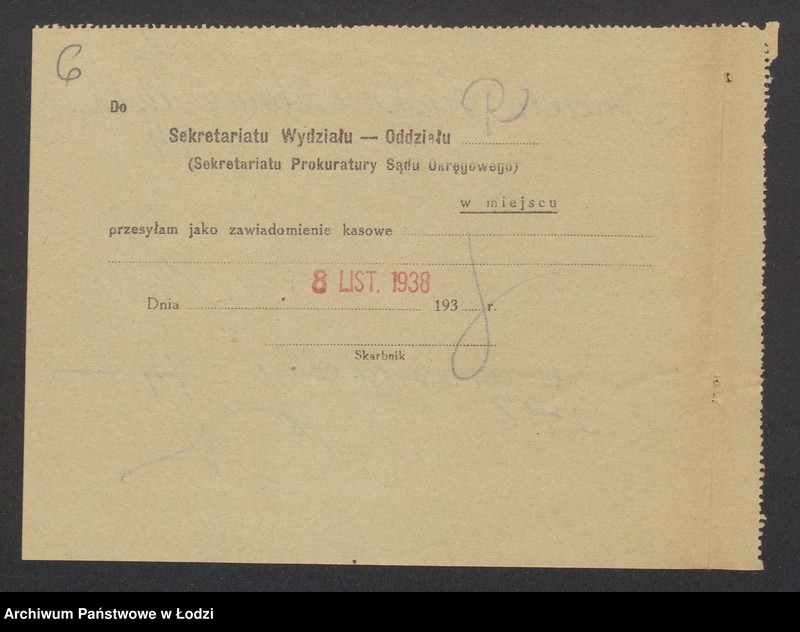 6
Do
Sekretariatu Wydziału — Oddziału
(Sekretariatu Prokuratury Sądu Okręgowego)
w miejscu
przesyłam jako zawiadomienie kasowe
8 LIST. 1938
Dnia 193 r.
Skarbnik
Archiwum Państwowe w Łodzi